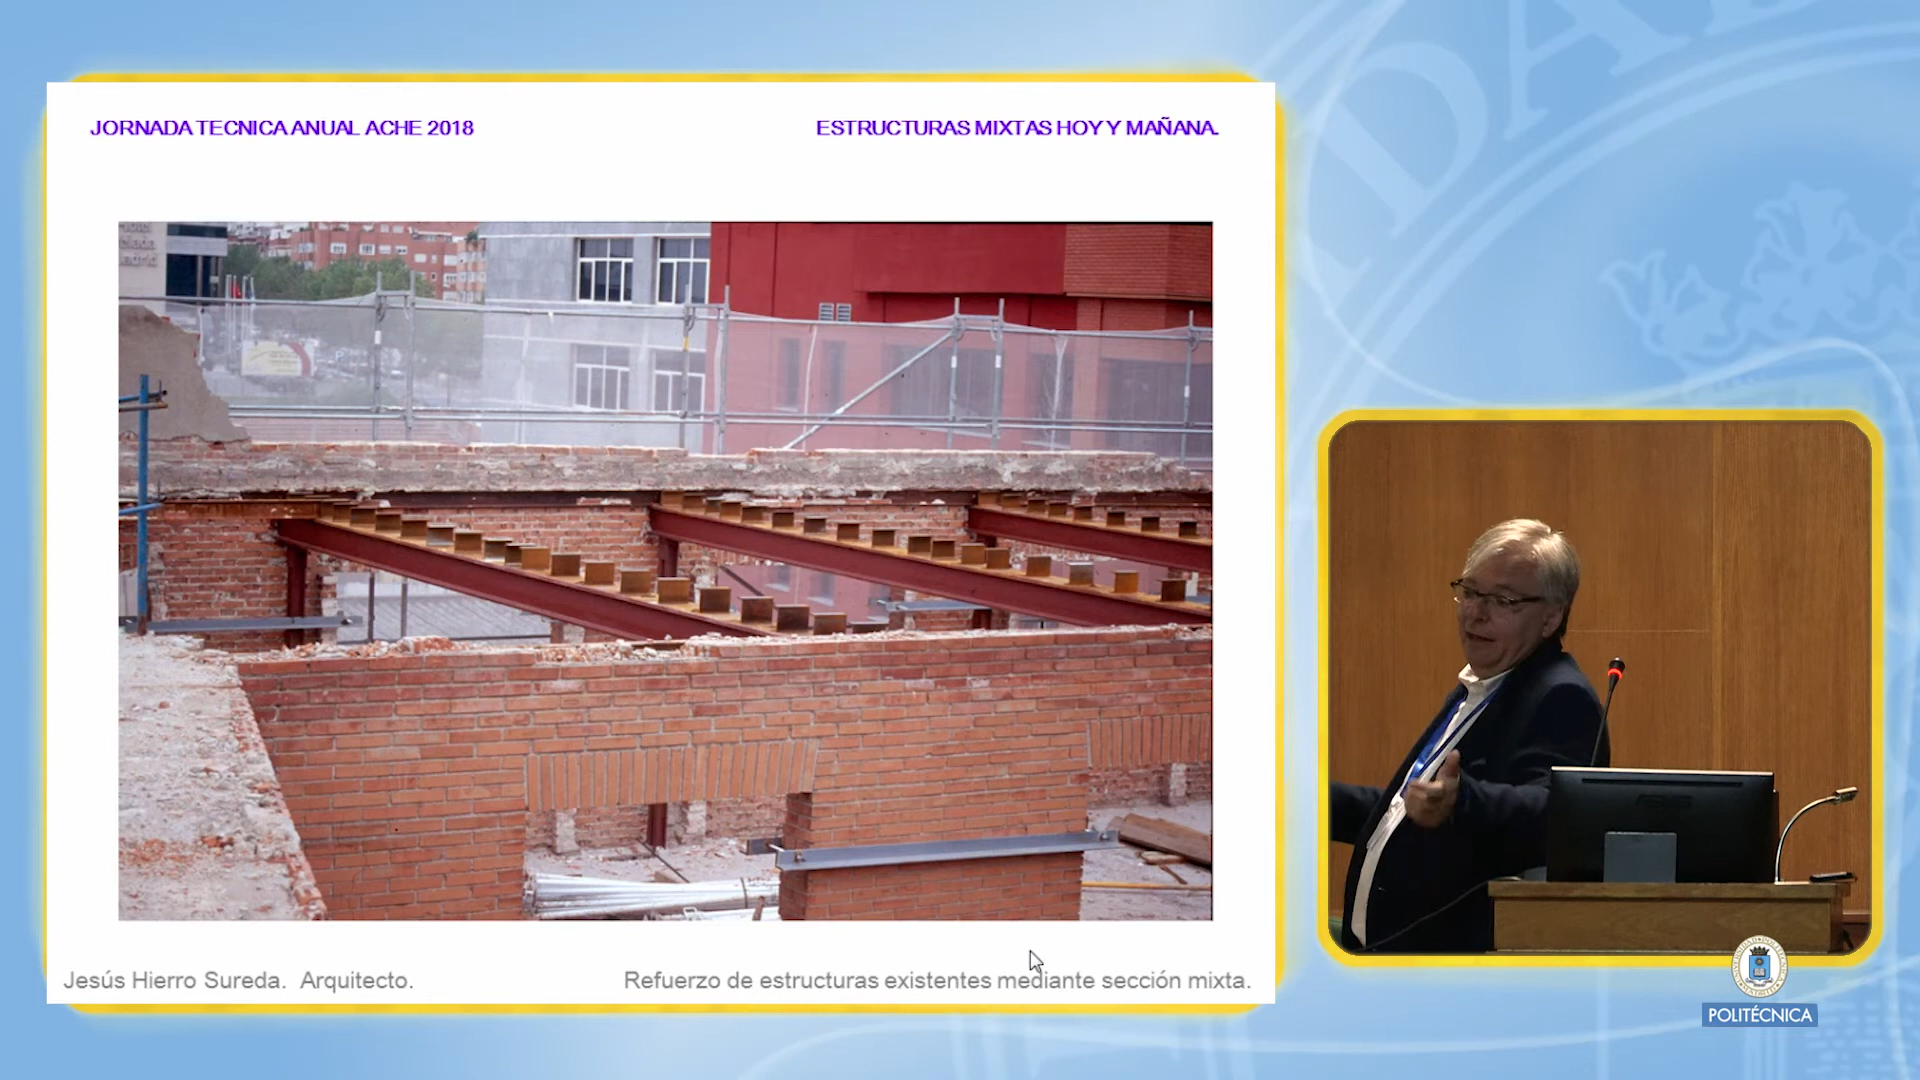 JORNADA TECNICA ANUAL ACHE 2018
ESTRUCTURAS MIXTAS HOY Y MAÑANA.
Jesús Hierro Sureda. Arquitecto.
Refuerzo de estructuras existentes mediante sección mixta.
POLITÉCNICA